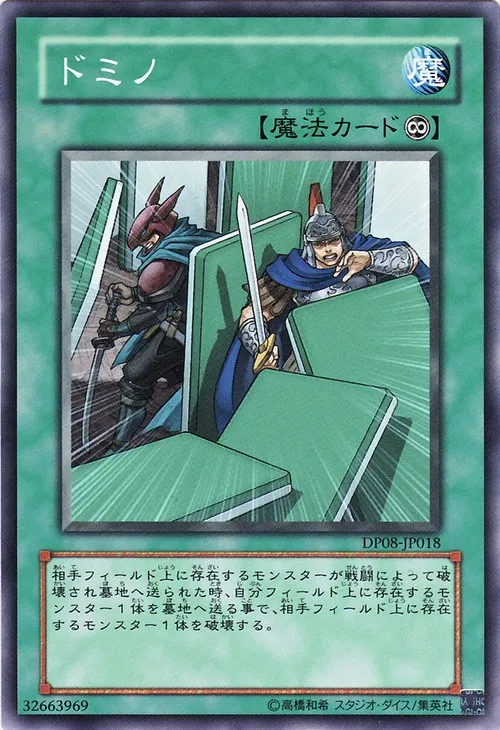 ドミノ
魔
【魔法カード】
DP08-JP018
相手フィールド上に存在するモンスターが戦闘によって破
壊され墓地へ送られた時、自分フィールド上に存在するモ
ンスター１体を墓地へ送る事で、相手フィールド上に存在
するモンスター１体を破壊する。
32663969
©高橋和希 スタジオ・ダイス/集英社